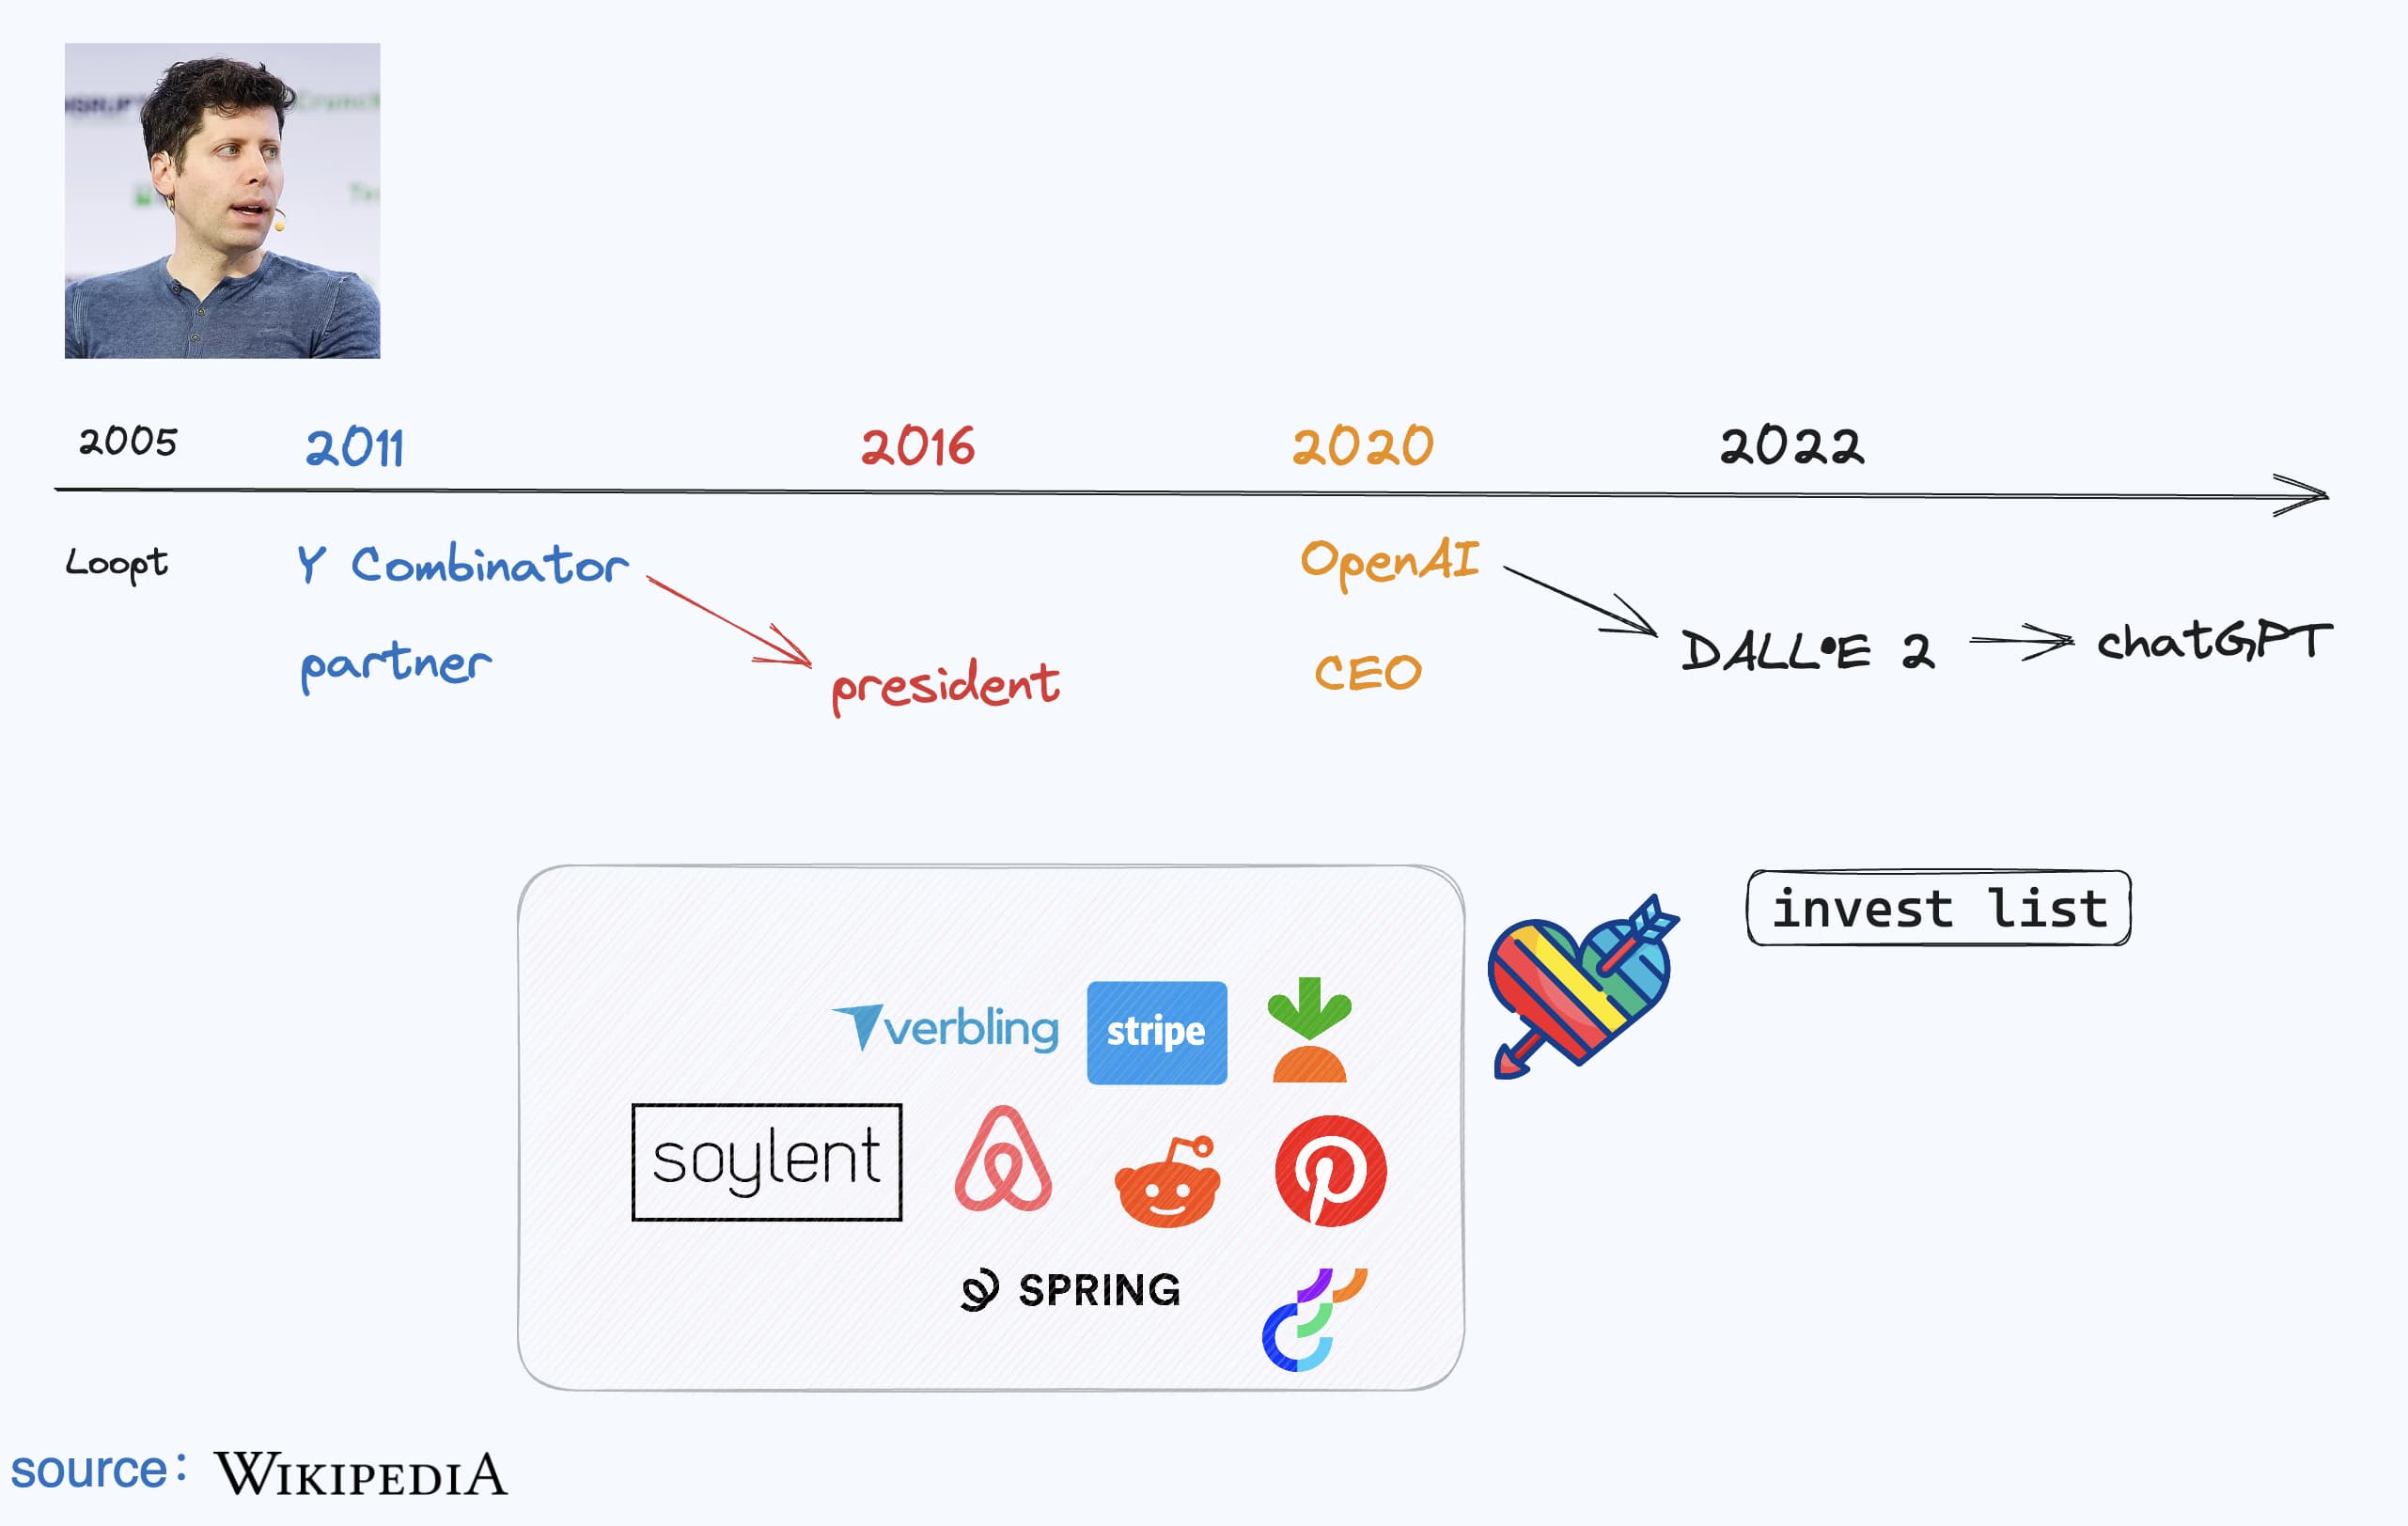 2005 2011 2016 2020 2022
Loopt Y Combinator OpenAI
partner president CEO DALL•E 2 chatGPT
invest list
verbling stripe
soylent
SPRING
source: WIKIPEDIA